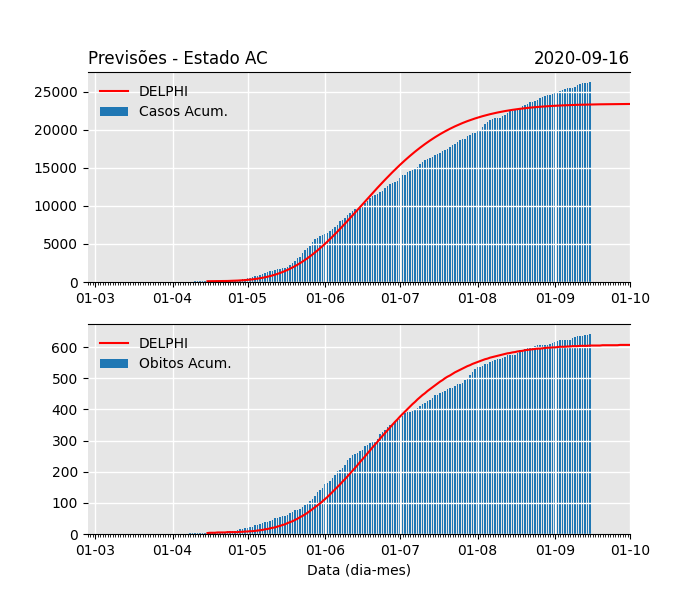 Previsões - Estado AC 2020-09-16
DELPHI
Casos Acum.
25000
20000
15000
10000
5000
0
01-03 01-04 01-05 01-06 01-07 01-08 01-09 01-10
DELPHI
Obitos Acum.
600
500
400
300
200
100
0
01-03 01-04 01-05 01-06 01-07 01-08 01-09 01-10
Data (dia-mes)